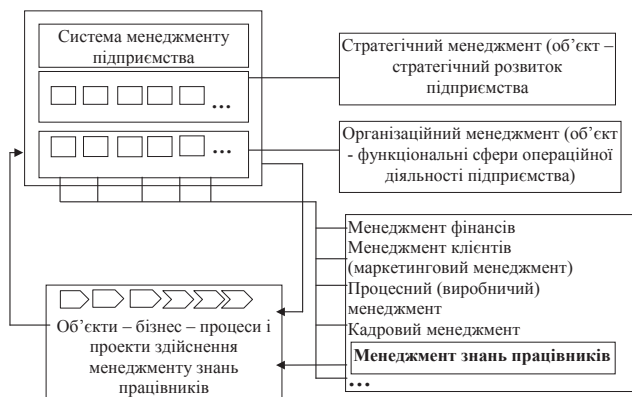 Система менеджменту
підприємства
...
...
Стратегічний менеджмент (об’єкт –
стратегічний розвиток
підприємства
Організаційний менеджмент (об’єкт
- функціональні сфери операційної
діяльності підприємства)
Менеджмент фінансів
Менеджмент клієнтів
(маркетинговий менеджмент)
Процесний (виробничий)
менеджмент
Кадровий менеджмент
Менеджмент знань працівників
...
Об’єкти – бізнес – процеси і
проекти здійснення
менеджменту знань
працівників